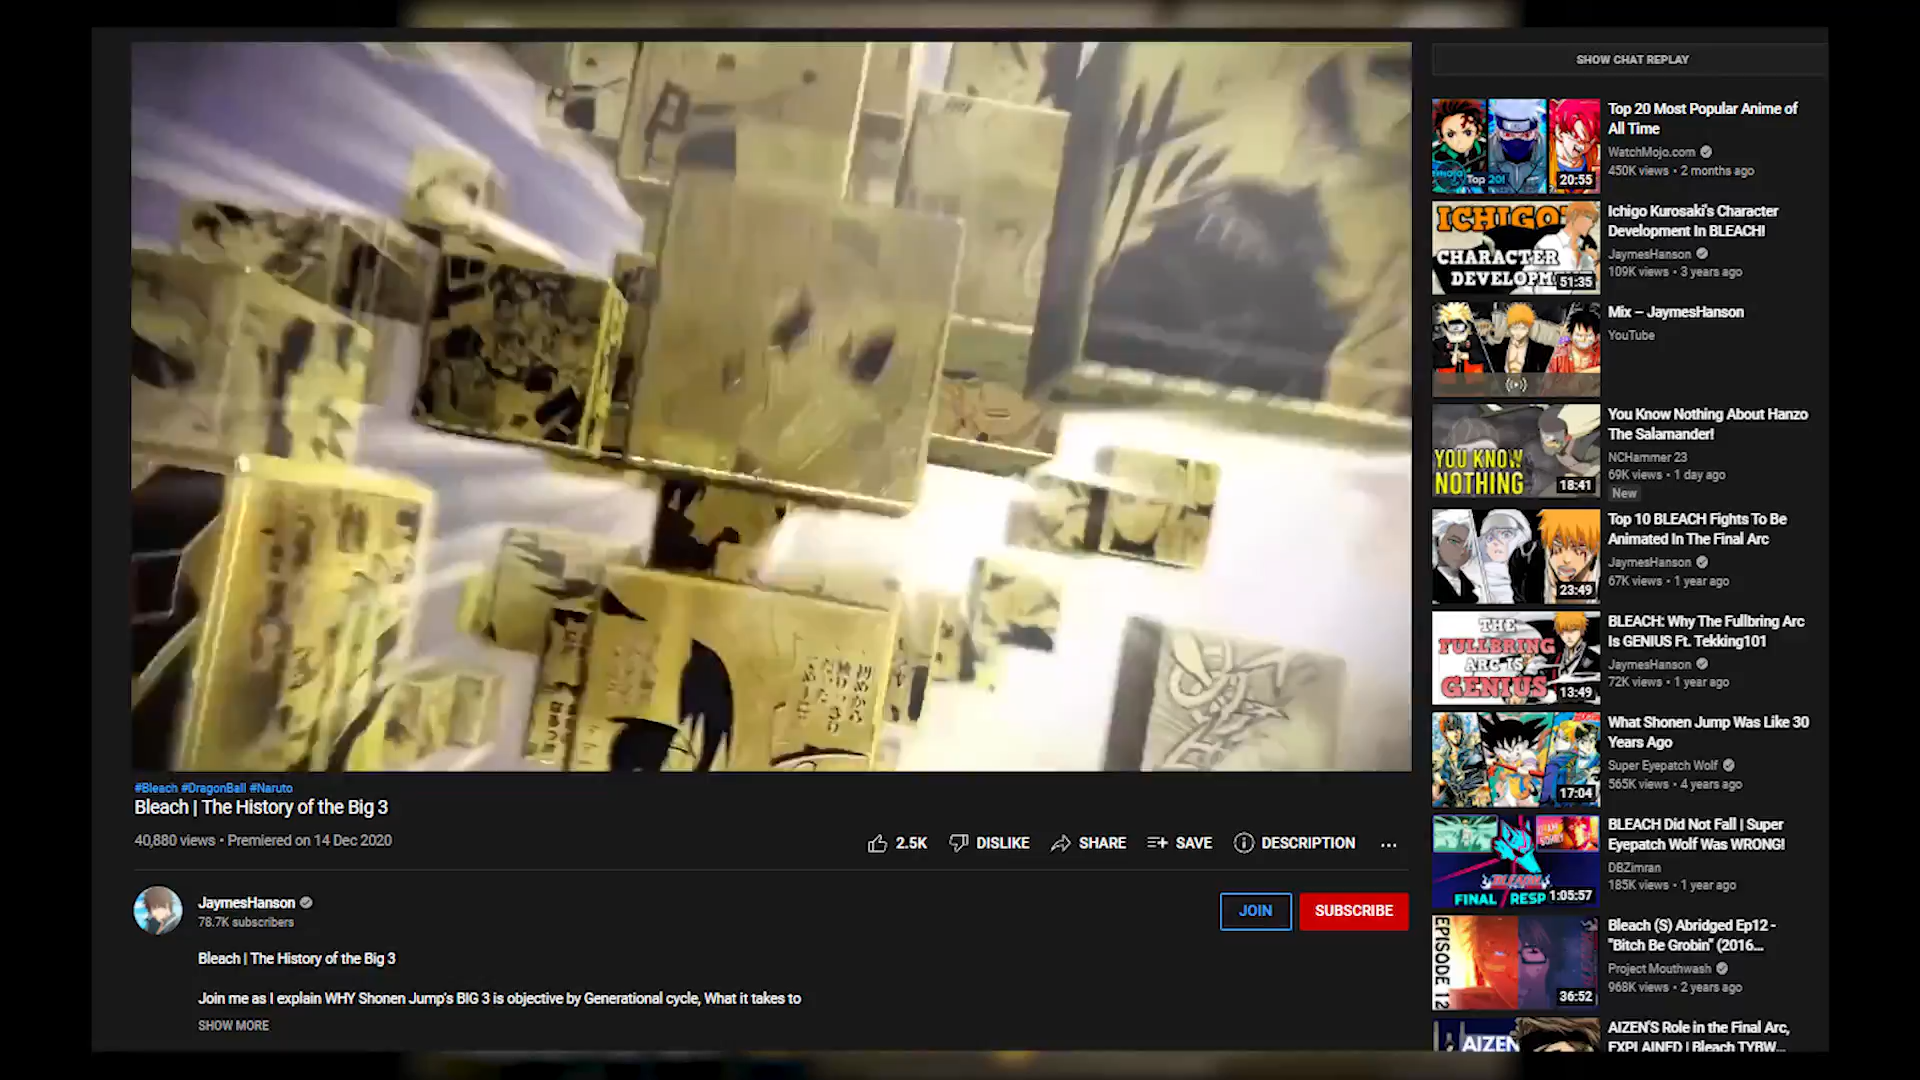 初めから
#Bleach #DragonBall #Naruto
Bleach | The History of the Big 3
40,880 views • Premiered on 14 Dec 2020
2.5K
DISLIKE
SHARE
SAVE
DESCRIPTION
...
JaymesHanson
78.7K subscribers
JOIN
SUBSCRIBE
Bleach | The History of the Big 3
Join me as I explain WHY Shonen Jump's BIG 3 is objective by Generational cycle, What it takes to
SHOW MORE
SHOW CHAT REPLAY
Top 20!
20:55
Top 20 Most Popular Anime of
All Time
WatchMojo.com
450K views • 2 months ago
ICHIGO
CHARACTER
DEVELOPM
51:35
Ichigo Kurosaki's Character
Development In BLEACH!
JaymesHanson
109K views • 3 years ago
Mix – JaymesHanson
YouTube
YOU KNOW
NOTHING
18:41
You Know Nothing About Hanzo
The Salamander!
NCHammer 23
69K views • 1 day ago
New
23:49
Top 10 BLEACH Fights To Be
Animated In The Final Arc
JaymesHanson
67K views • 1 year ago
THE
FULLBRING
ARC IS
GENIUS
13:49
BLEACH: Why The Fullbring Arc
Is GENIUS Ft. Tekking101
JaymesHanson
72K views • 1 year ago
17:04
What Shonen Jump Was Like 30
Years Ago
Super Eyepatch Wolf
565K views • 4 years ago
BLEACH
FINAL RESP
1:05:57
BLEACH Did Not Fall | Super
Eyepatch Wolf Was WRONG!
DBZimran
185K views • 1 year ago
EPISODE 12
36:52
Bleach (S) Abridged Ep12 -
"Bitch Be Grobin" (2016...
Project Mouthwash
968K views • 2 years ago
AIZEN
AIZEN'S Role in the Final Arc,
EXPLAINED | Bleach TYBW...